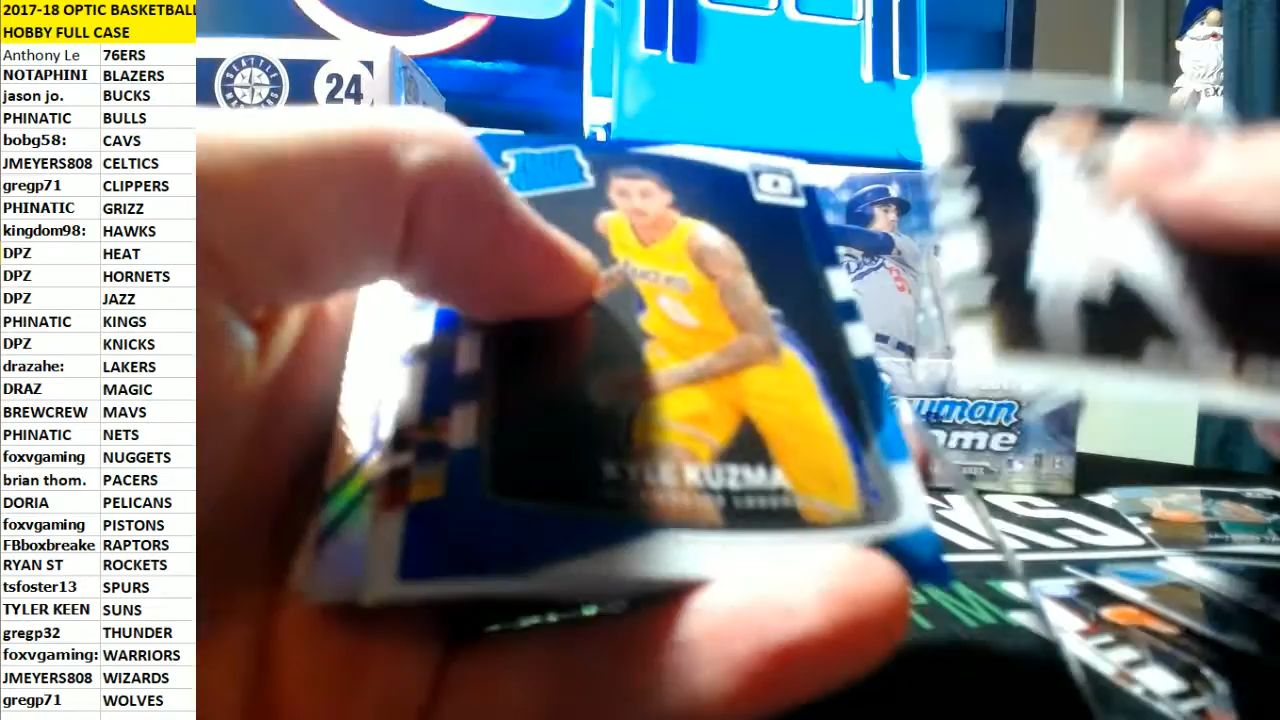 2017-18 OPTIC BASKETBALL
HOBBY FULL CASE
Anthony Le 76ERS
NOTAPHINI BLAZERS
jason jo. BUCKS
PHINATIC BULLS
bobg58: CAVS
JMEYERS808 CELTICS
gregp71 CLIPPERS
PHINATIC GRIZZ
kingdom98: HAWKS
DPZ HEAT
DPZ HORNETS
DPZ JAZZ
PHINATIC KINGS
DPZ KNICKS
drazahe: LAKERS
DRAZ MAGIC
BREWCREW MAVS
PHINATIC NETS
foxvgaming NUGGETS
brian thom. PACERS
DORIA PELICANS
foxvgaming PISTONS
FBboxbreake RAPTORS
RYAN ST ROCKETS
tsfoster13 SPURS
TYLER KEEN SUNS
gregp32 THUNDER
foxvgaming: WARRIORS
JMEYERS808 WIZARDS
gregp71 WOLVES
SEATTLE
24
KYLE KUZMA